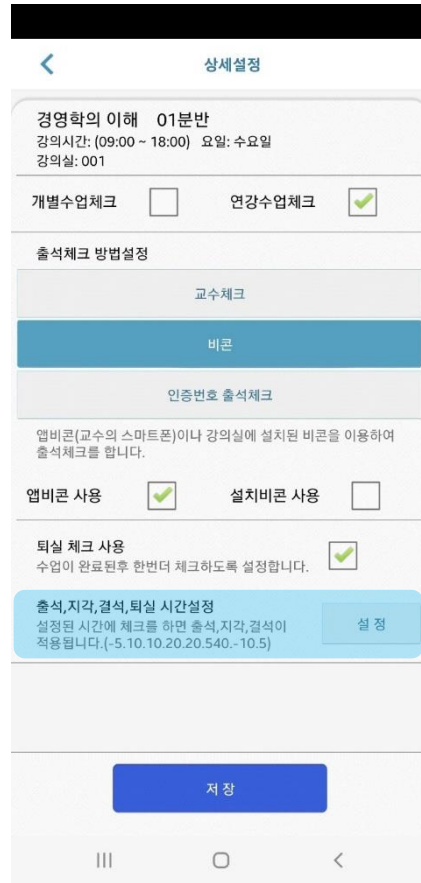 상세설정
경영학의 이해 01분반
강의시간: (09:00 ~ 18:00) 요일: 수요일
강의실: 001
개별수업체크 연강수업체크
출석체크 방법설정
교수체크
비콘
인증번호 출석체크
앱비콘(교수의 스마트폰)이나 강의실에 설치된 비콘을 이용하여
출석체크를 합니다.
앱비콘 사용 설치비콘 사용
퇴실 체크 사용
수업이 완료된후 한번더 체크하도록 설정합니다.
출석,지각,결석,퇴실 시간설정
설정된 시간에 체크를 하면 출석,지각,결석이
적용됩니다.(-5.10.10.20.20.540.-10.5)
설 정
저 장